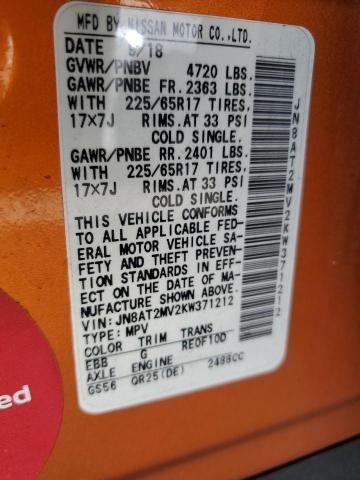 MFD BY NISSAN MOTOR CO.,LTD.
DATE 9/18
GVWR/PNBV 4720 LBS.
GAWR/PNBE FR. 2363 LBS.
WITH 225/65R17 TIRES,
17×7J RIMS.AT 33 PSI
COLD SINGLE.
GAWR/PNBE RR. 2401 LBS.
WITH 225/65R17 TIRES,
17×7J RIMS.AT 33 PSI
COLD SINGLE.
THIS VEHICLE CONFORMS
TO ALL APPLICABLE FED-
ERAL MOTOR VEHICLE SA-
FETY AND THEFT PREVEN-
TION STANDARDS IN EFF-
ECT ON THE DATE OF MA-
NUFACTURE SHOWN ABOVE.
VIN:JN8AT2MV2KW371212
TYPE: MPV
COLOR TRIM TRANS
EBB G RE0F10D
AXLE ENGINE
GS56 QR25(DE) 2488CC
JN8AT2MV2KW371212
ed